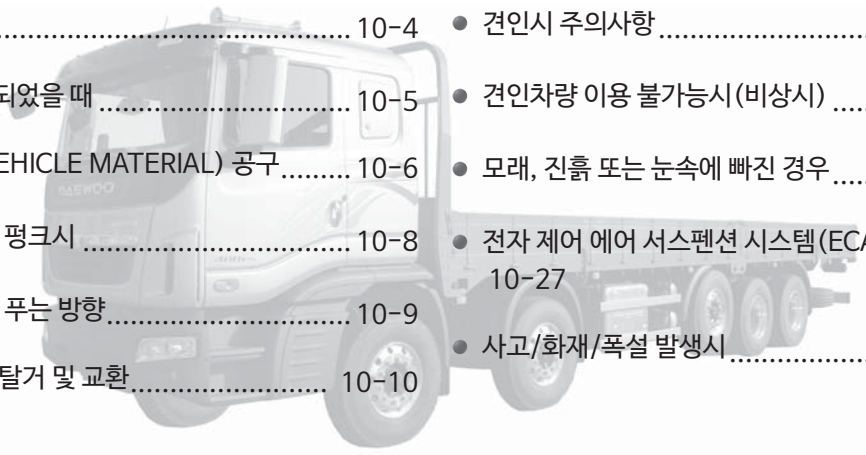 ........................................ 10-4
되었을 때 ............................ 10-5
EHICLE MATERIAL) 공구......... 10-6
펑크시 .............................. 10-8
푸는 방향........................... 10-9
탈거 및 교환...................... 10-10
● 견인시 주의사항 ......................
● 견인차량 이용 불가능시(비상시) ....
● 모래, 진흙 또는 눈속에 빠진 경우 ....
● 전자 제어 에어 서스펜션 시스템(ECA
10-27
● 사고/화재/폭설 발생시 ...............
DAEWOO